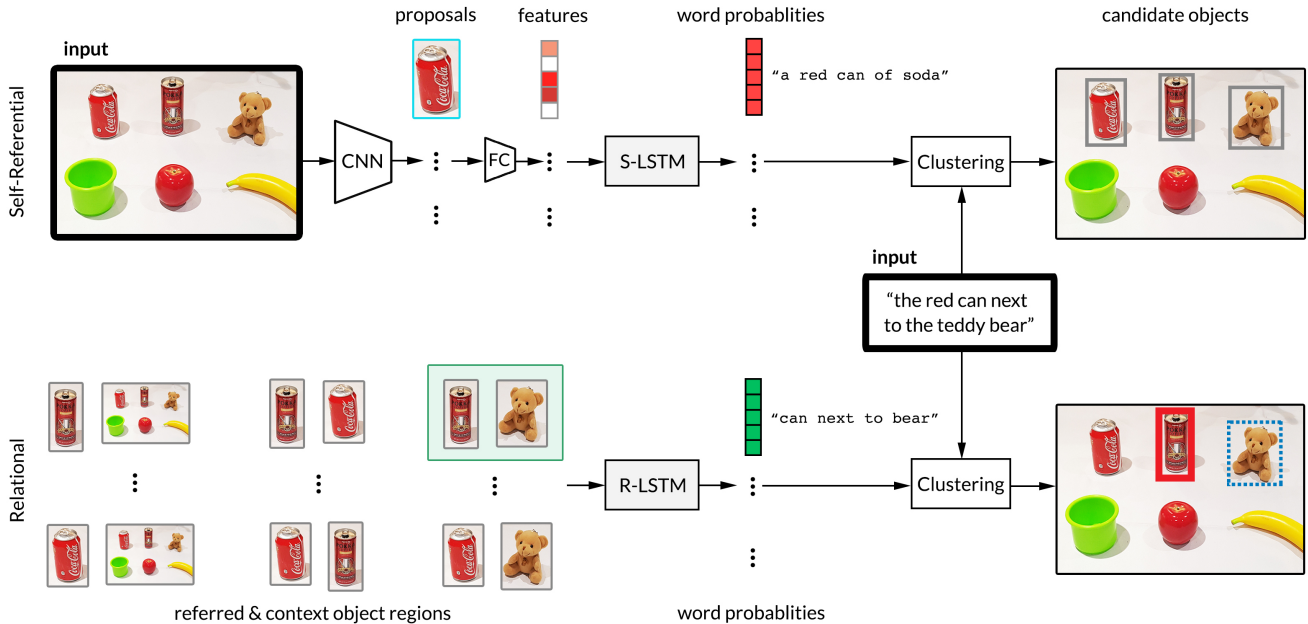 proposals
features
word probablities
candidate objects
input
Self-Referential
Coca-Cola
“a red can of soda”
CNN
FC
S-LSTM
Clustering
input
“the red can next
to the teddy bear”
Relational
“can next to bear”
R-LSTM
Clustering
referred & context object regions
word probablities